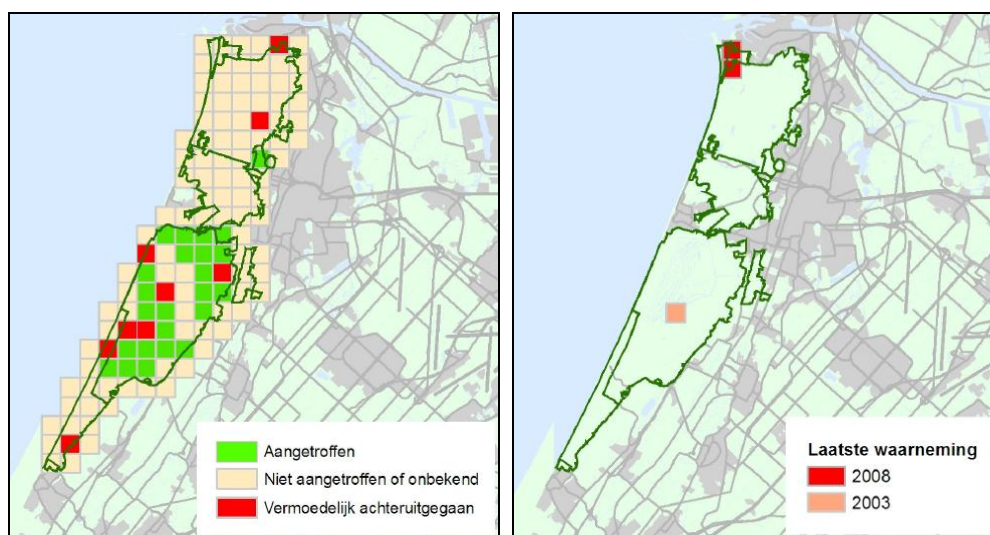 Aangetroffen
Niet aangetroffen of onbekend
Vermoedelijk achteruitgegaan
Laatste waarneming
2008
2003